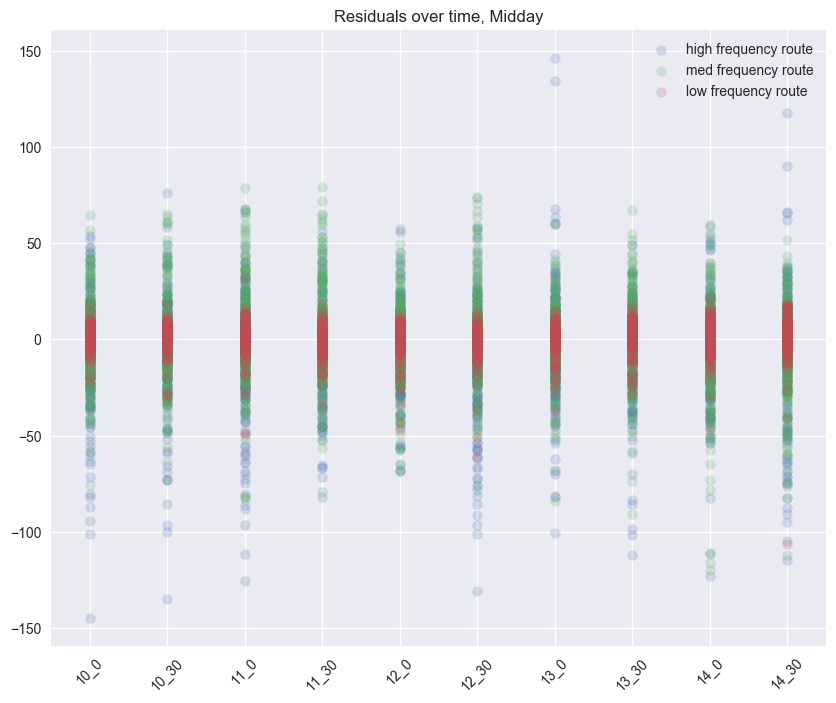 Residuals over time, Midday
high frequency route
med frequency route
low frequency route
150
100
50
0
−50
−100
−150
10_0 10_30 11_0 11_30 12_0 12_30 13_0 13_30 14_0 14_30